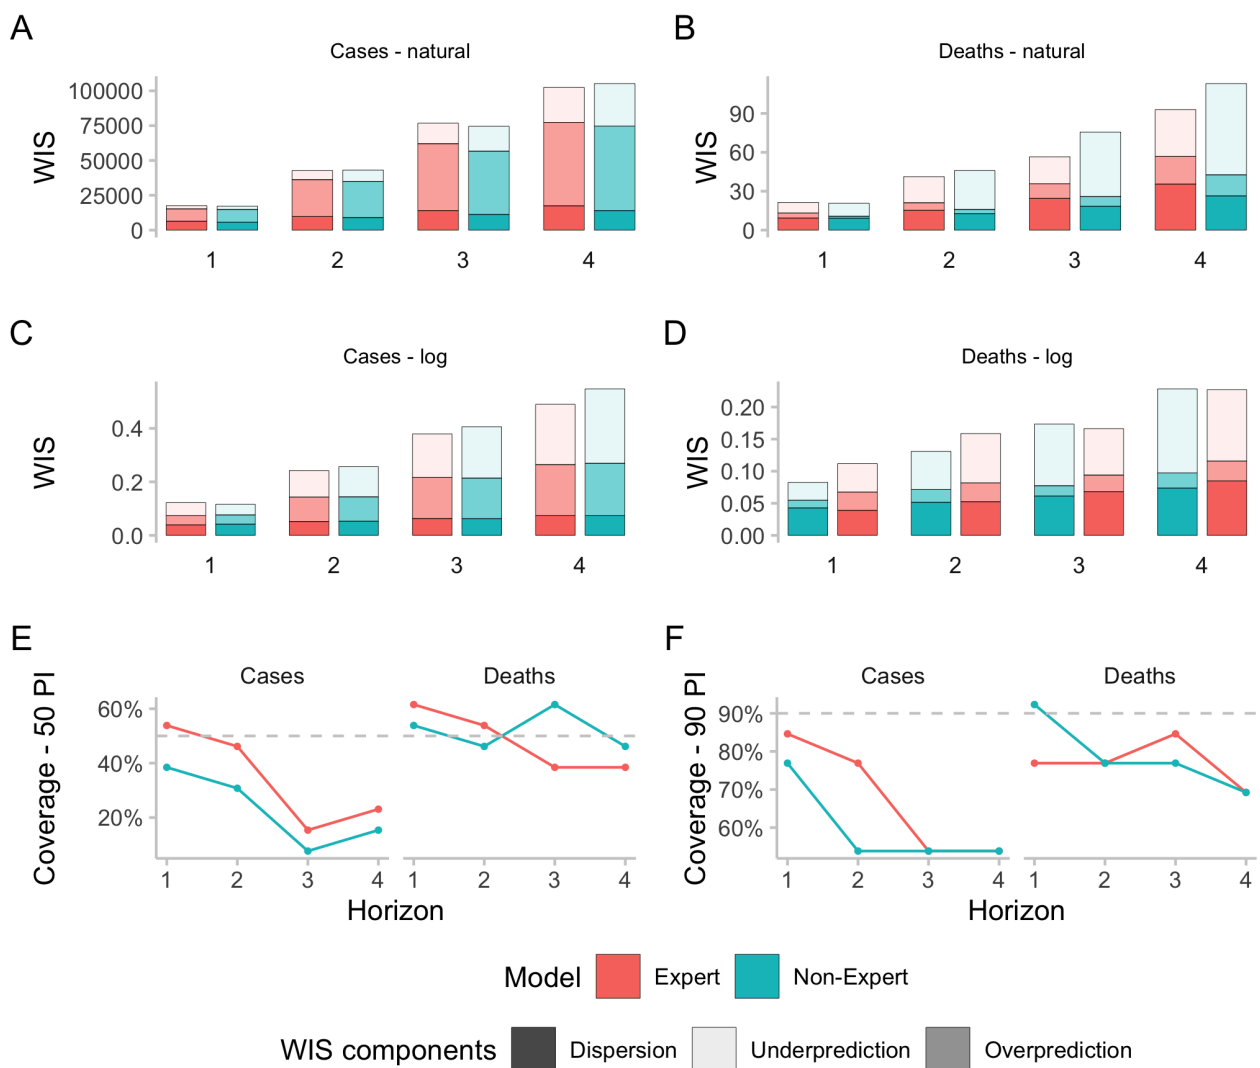 A
B
Cases - natural
Deaths - natural
WIS
100000
75000
50000
25000
0
1 2 3 4
WIS
90
60
30
0
1 2 3 4
C
D
Cases - log
Deaths - log
WIS
0.4
0.2
0.0
1 2 3 4
WIS
0.20
0.15
0.10
0.05
0.00
1 2 3 4
E
F
Cases
Deaths
Coverage - 50 PI
60%
40%
20%
1 2 3 4
1 2 3 4
Horizon
Cases
Deaths
Coverage - 90 PI
90%
80%
70%
60%
1 2 3 4
1 2 3 4
Horizon
Model Expert Non-Expert
WIS components Dispersion Underprediction Overprediction